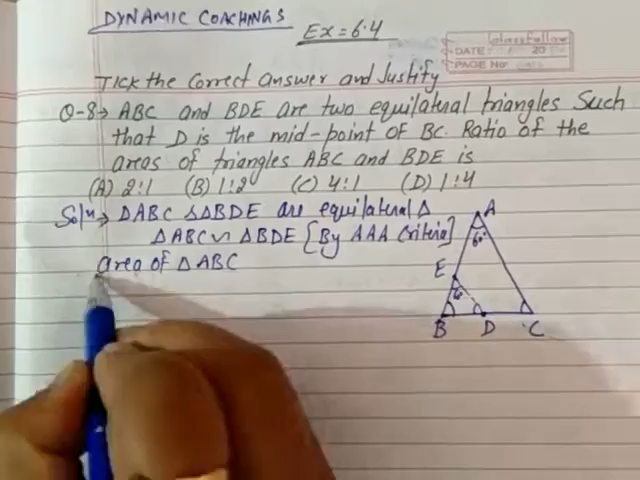 DYNAMIC COACHINGS
Ex = 6.4
classfellow
DATE 20
PAGE No
TICK the Correct answer and Justify
Q-8→ ABC and BDE are two equilateral triangles Such
that D is the mid-point OF BC. Ratio of the
areas of triangles ABC and BDE is
(A) 2:1 (B) 1:2 (C) 4:1 (D) 1:4
Solⁿ→ ΔABC & ΔBDE are equilateral Δ
ΔABC ∽ ΔBDE [By AAA Criteria]
area of ΔABC
A
60°
E
60°
B D C